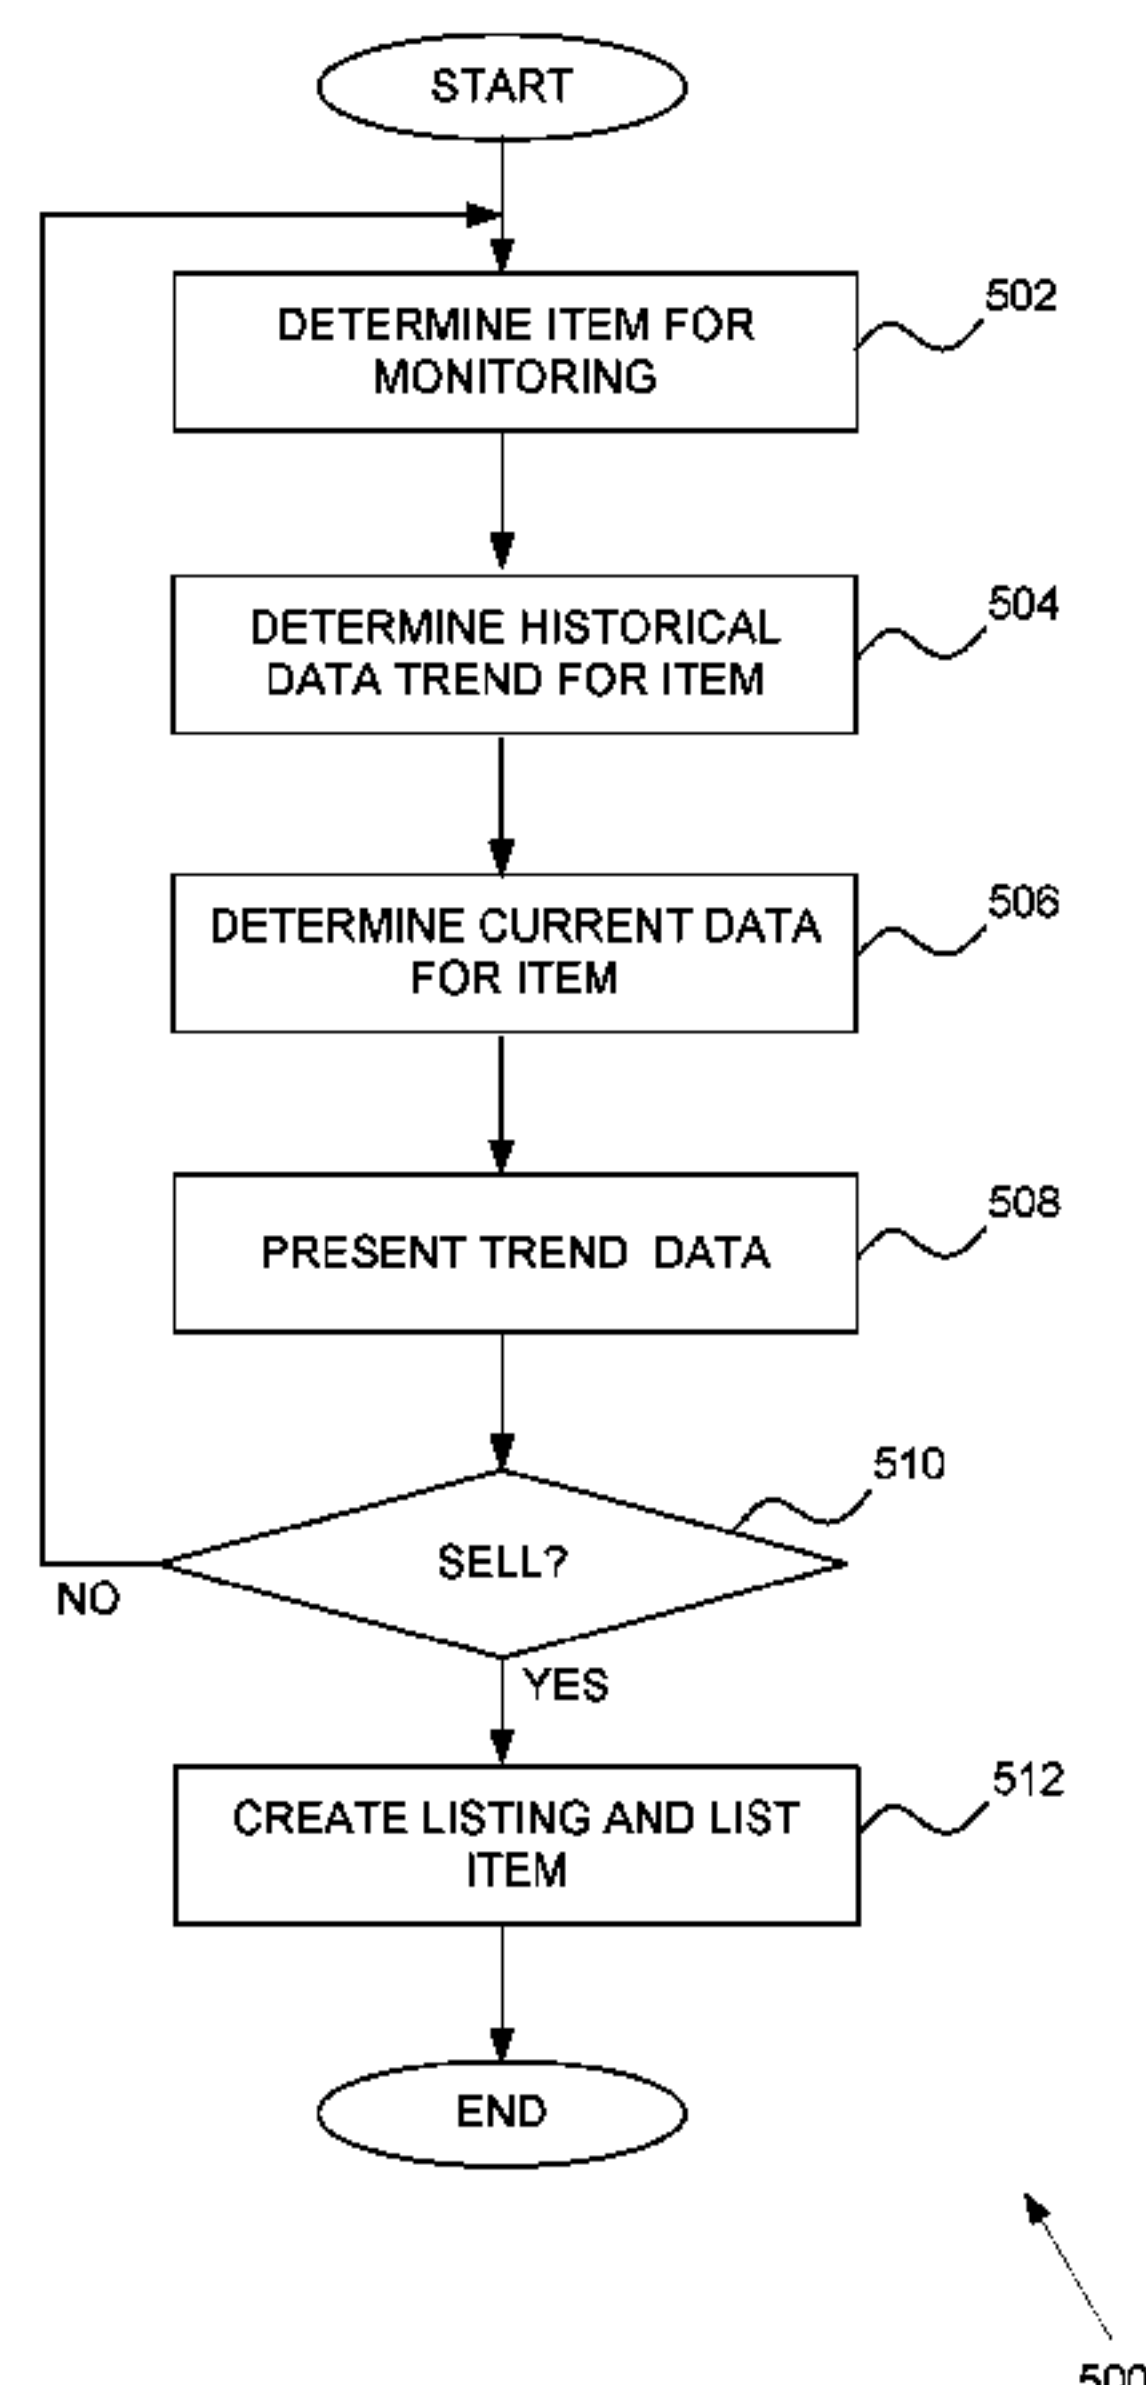 START
DETERMINE ITEM FOR
MONITORING
502
DETERMINE HISTORICAL
DATA TREND FOR ITEM
504
DETERMINE CURRENT DATA
FOR ITEM
506
PRESENT TREND DATA
508
510
SELL?
NO
YES
CREATE LISTING AND LIST
ITEM
512
END
500